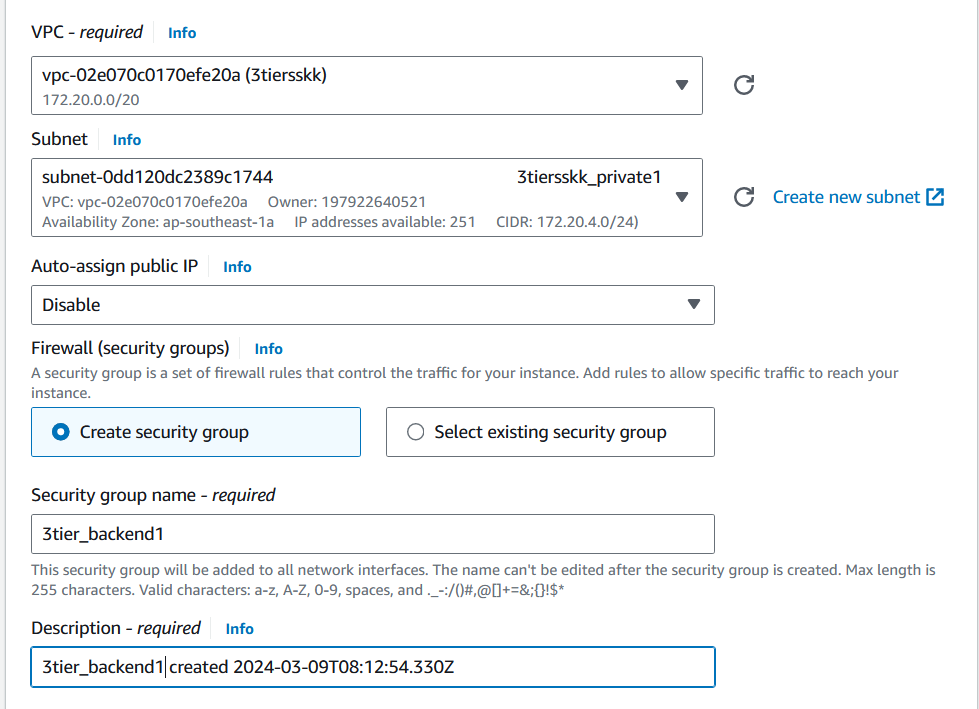 VPC - required Info
vpc-02e070c0170efe20a (3tiersskk)
172.20.0.0/20
Subnet Info
subnet-0dd120dc2389c1744 3tiersskk_private1
VPC: vpc-02e070c0170efe20a Owner: 197922640521
Availability Zone: ap-southeast-1a IP addresses available: 251 CIDR: 172.20.4.0/24)
Create new subnet
Auto-assign public IP Info
Disable
Firewall (security groups) Info
A security group is a set of firewall rules that control the traffic for your instance. Add rules to allow specific traffic to reach your
instance.
Create security group Select existing security group
Security group name - required
3tier_backend1
This security group will be added to all network interfaces. The name can't be edited after the security group is created. Max length is
255 characters. Valid characters: a-z, A-Z, 0-9, spaces, and ._-:/()#,@[]+=&;{}!$*
Description - required Info
3tier_backend1 created 2024-03-09T08:12:54.330Z